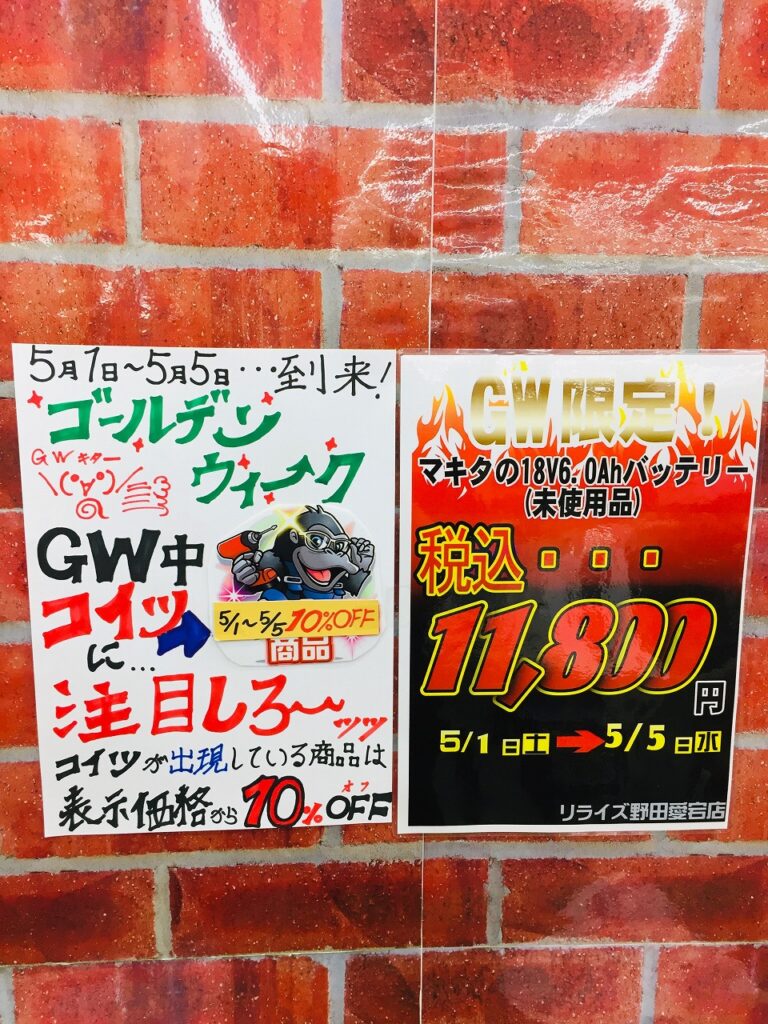 5月1日~5月5日…到来!
ゴールデン
ウィーク
GWキター
\(°∀°)/
GW中
コイツ
に…
5/1~5/5 10%OFF
商品
注目しろ~ッッ
コイツが出現している商品は
表示価格から10%OFF
オフ
GW限定!
マキタの18V6.0Ahバッテリー
(未使用品)
税込・・・
11,800円
5/1日土→5/5日水
リライズ野田愛宕店